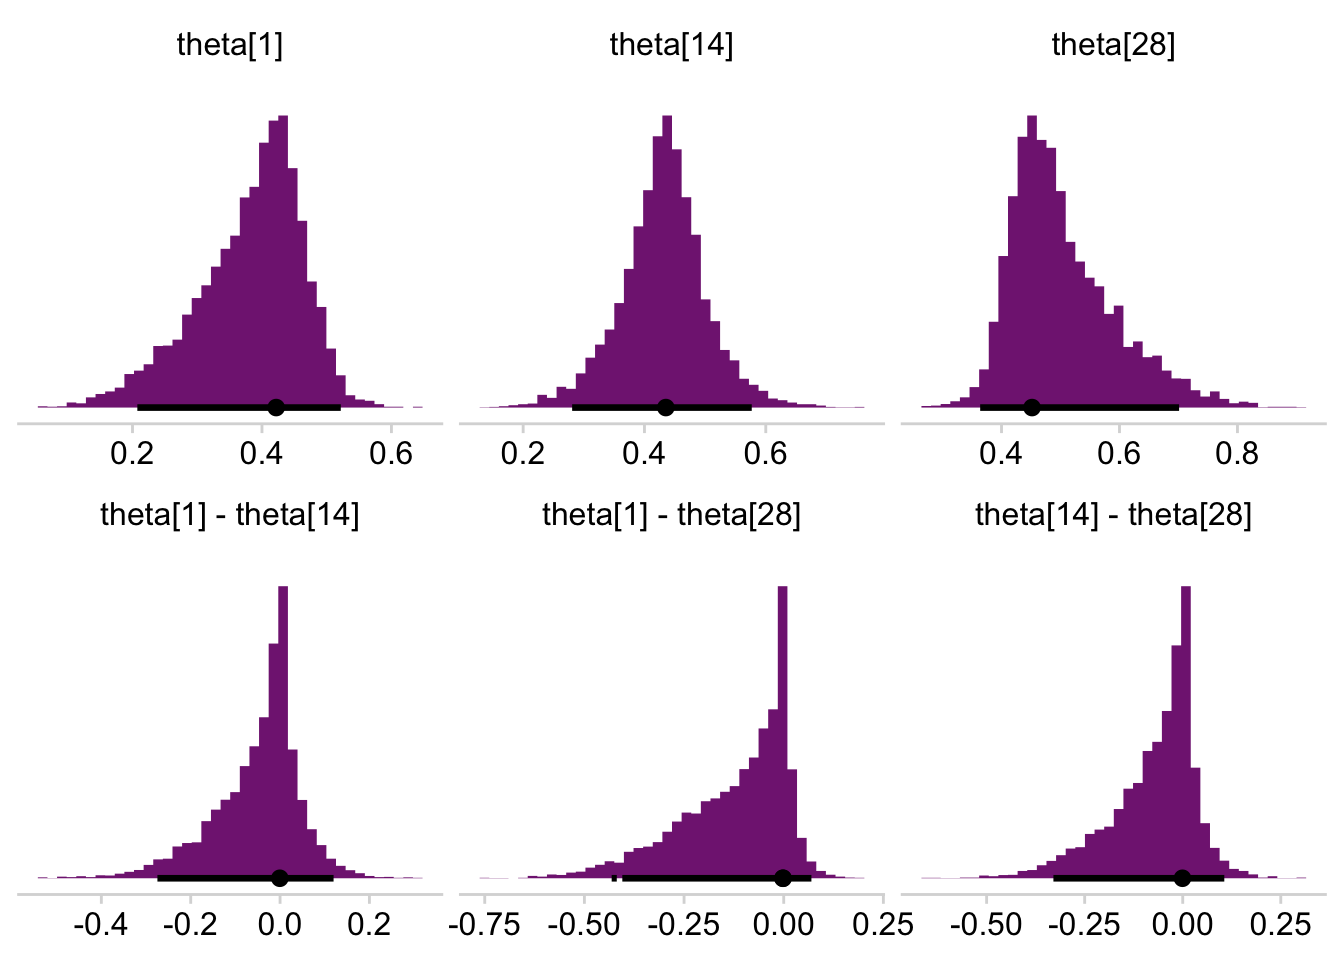 theta[1] theta[14] theta[28]
0.2 0.4 0.6 0.2 0.4 0.6 0.4 0.6 0.8
theta[1] - theta[14] theta[1] - theta[28] theta[14] - theta[28]
-0.4 -0.2 0.0 0.2 -0.75 -0.50 -0.25 0.00 0.25 -0.50 -0.25 0.00 0.25